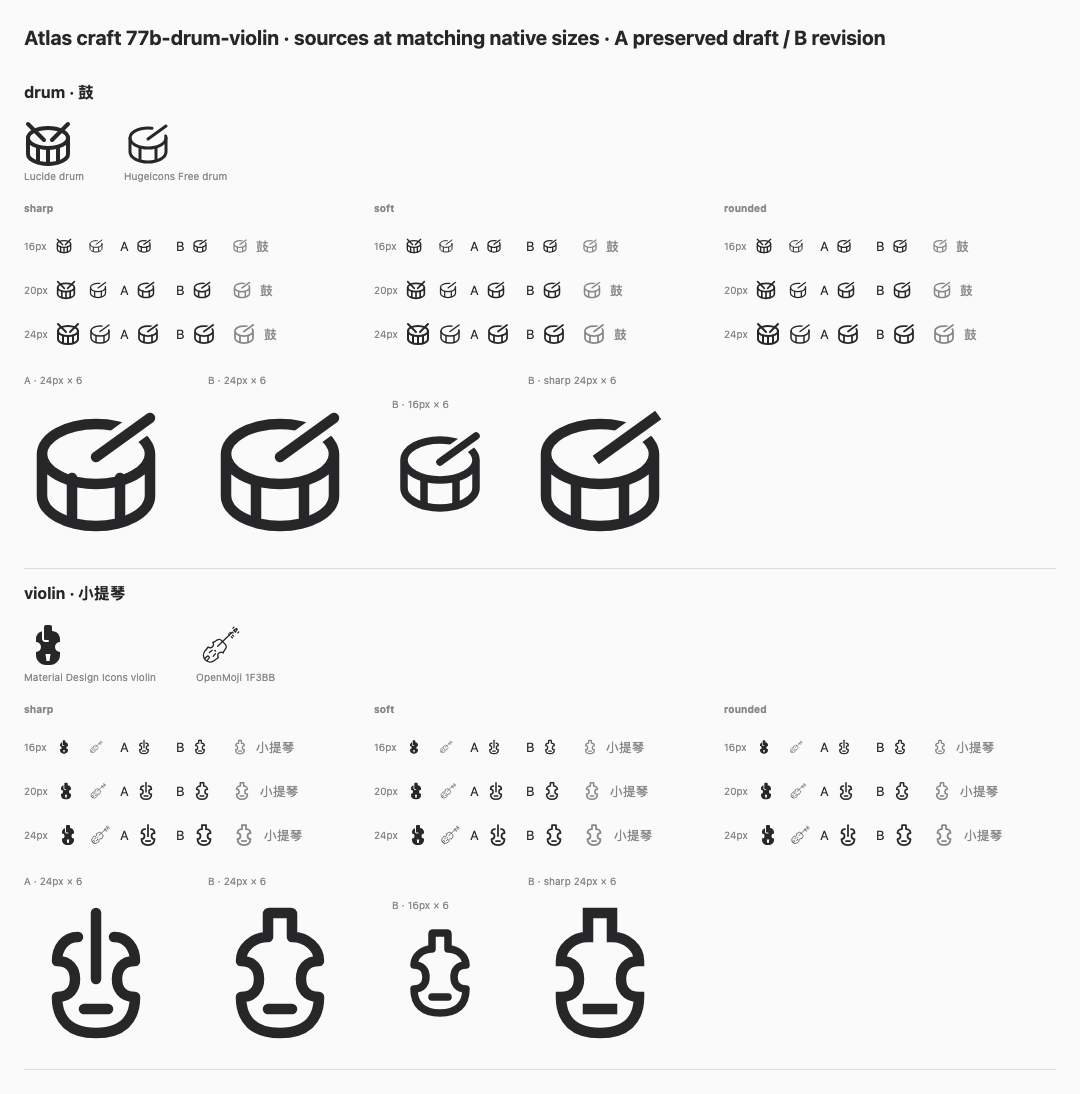 Atlas craft 77b-drum-violin · sources at matching native sizes · A preserved draft / B revision
drum · 鼓
Lucide drum
Hugeicons Free drum
sharp
soft
rounded
16px A B 鼓
16px A B 鼓
16px A B 鼓
20px A B 鼓
20px A B 鼓
20px A B 鼓
24px A B 鼓
24px A B 鼓
24px A B 鼓
A · 24px × 6
B · 24px × 6
B · 16px × 6
B · sharp 24px × 6
violin · 小提琴
Material Design Icons violin
OpenMoji 1F3BB
sharp
soft
rounded
16px A B 小提琴
16px A B 小提琴
16px A B 小提琴
20px A B 小提琴
20px A B 小提琴
20px A B 小提琴
24px A B 小提琴
24px A B 小提琴
24px A B 小提琴
A · 24px × 6
B · 24px × 6
B · 16px × 6
B · sharp 24px × 6